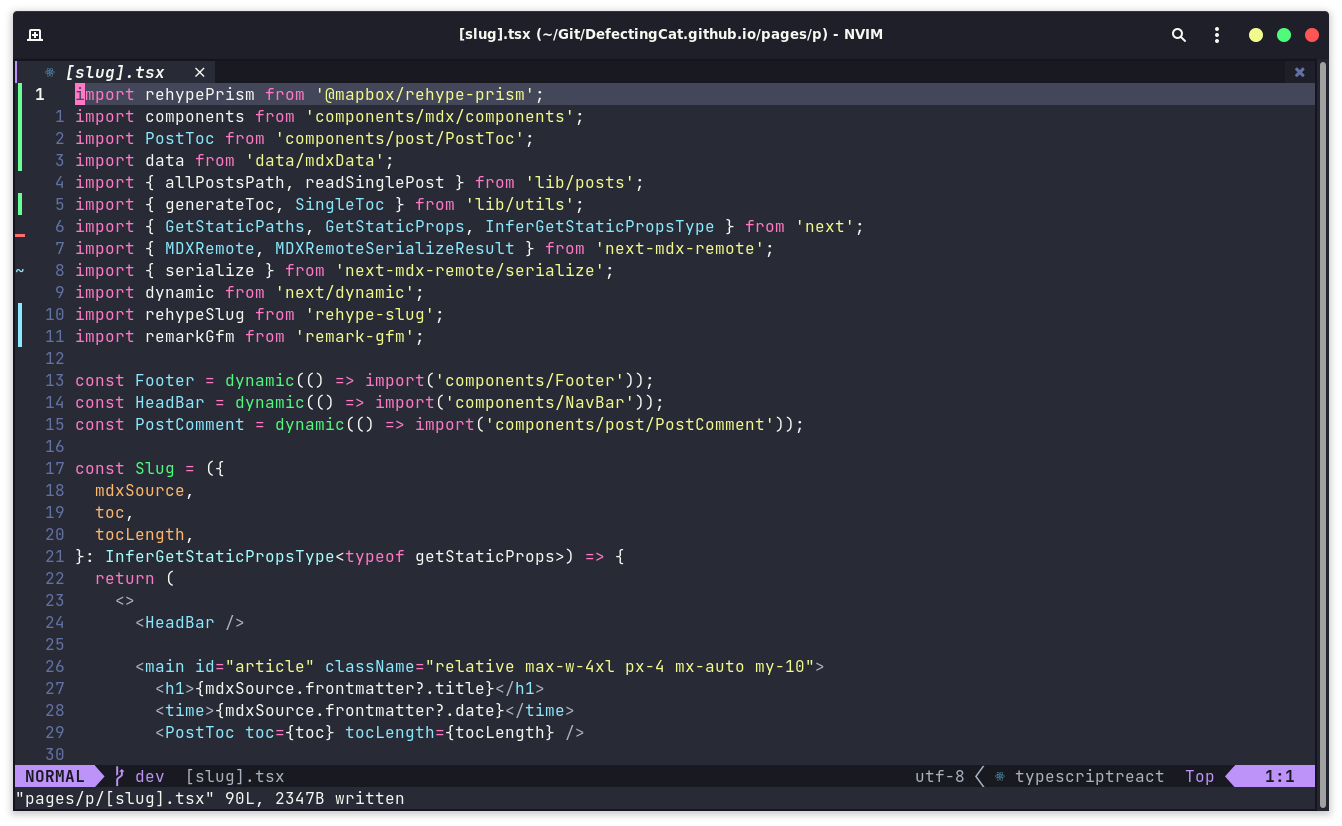 [slug].tsx (~/Git/DefectingCat.github.io/pages/p) - NVIM
[slug].tsx ×
1 import rehypePrism from '@mapbox/rehype-prism';
1 import components from 'components/mdx/components';
2 import PostToc from 'components/post/PostToc';
3 import data from 'data/mdxData';
4 import { allPostsPath, readSinglePost } from 'lib/posts';
5 import { generateToc, SingleToc } from 'lib/utils';
6 import { GetStaticPaths, GetStaticProps, InferGetStaticPropsType } from 'next';
7 import { MDXRemote, MDXRemoteSerializeResult } from 'next-mdx-remote';
~ 8 import { serialize } from 'next-mdx-remote/serialize';
9 import dynamic from 'next/dynamic';
10 import rehypeSlug from 'rehype-slug';
11 import remarkGfm from 'remark-gfm';
12
13 const Footer = dynamic(() => import('components/Footer'));
14 const HeadBar = dynamic(() => import('components/NavBar'));
15 const PostComment = dynamic(() => import('components/post/PostComment'));
16
17 const Slug = ({
18   mdxSource,
19   toc,
20   tocLength,
21 }: InferGetStaticPropsType<typeof getStaticProps>) => {
22   return (
23     <>
24       <HeadBar />
25
26       <main id="article" className="relative max-w-4xl px-4 mx-auto my-10">
27         <h1>{mdxSource.frontmatter?.title}</h1>
28         <time>{mdxSource.frontmatter?.date}</time>
29         <PostToc toc={toc} tocLength={tocLength} />
30
NORMAL dev [slug].tsx utf-8 typescriptreact Top 1:1
"pages/p/[slug].tsx" 90L, 2347B written